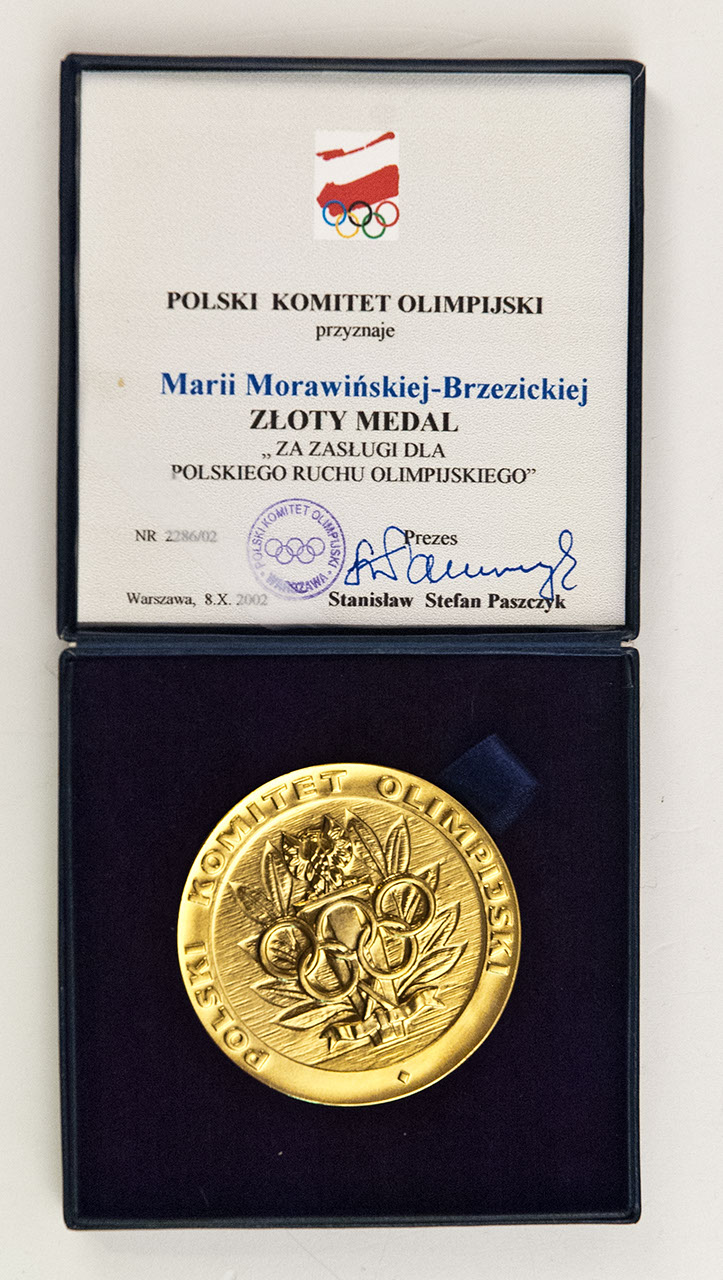 POLSKI KOMITET OLIMPIJSKI
przyznaje
Marii Morawińskiej-Brzezickiej
ZŁOTY MEDAL
„ ZA ZASŁUGI DLA
POLSKIEGO RUCHU OLIMPIJSKIEGO”
NR 2286/02
POLSKI KOMITET OLIMPIJSKI
WARSZAWA
Prezes
Warszawa, 8.X. 2002
Stanisław Stefan Paszczyk
POLSKI KOMITET OLIMPIJSKI